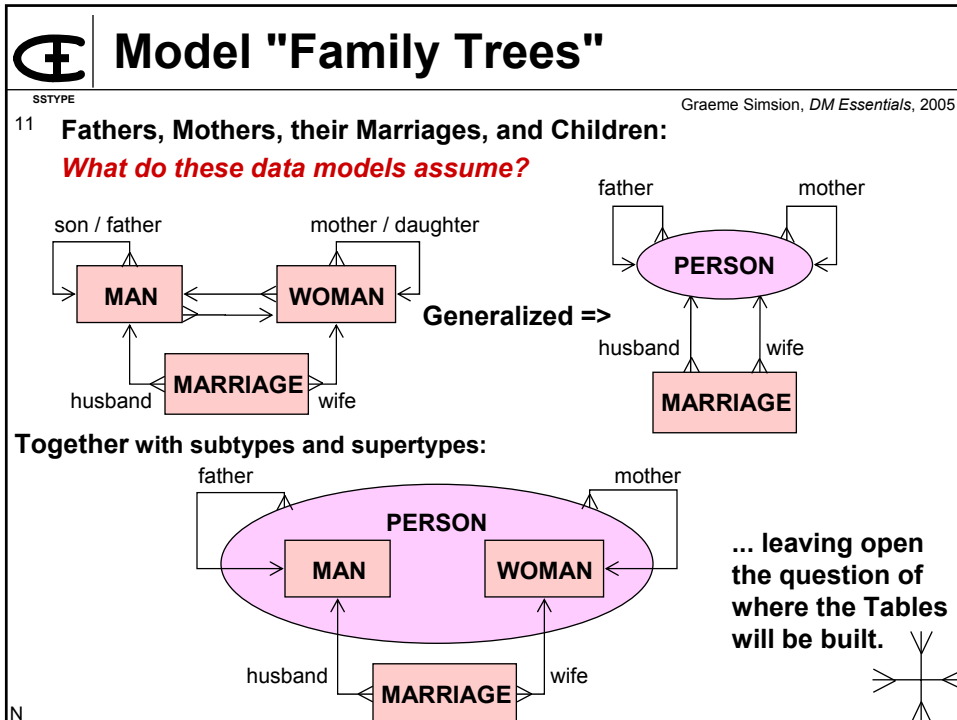 Model "Family Trees"
SSTYPE
Graeme Simsion, DM Essentials, 2005
11
Fathers, Mothers, their Marriages, and Children:
What do these data models assume?
father
mother
son / father
mother / daughter
PERSON
MAN
WOMAN
Generalized =>
husband
wife
MARRIAGE
husband
wife
MARRIAGE
Together with subtypes and supertypes:
father
mother
PERSON
MAN
WOMAN
... leaving open
the question of
where the Tables
will be built.
husband
wife
MARRIAGE
N